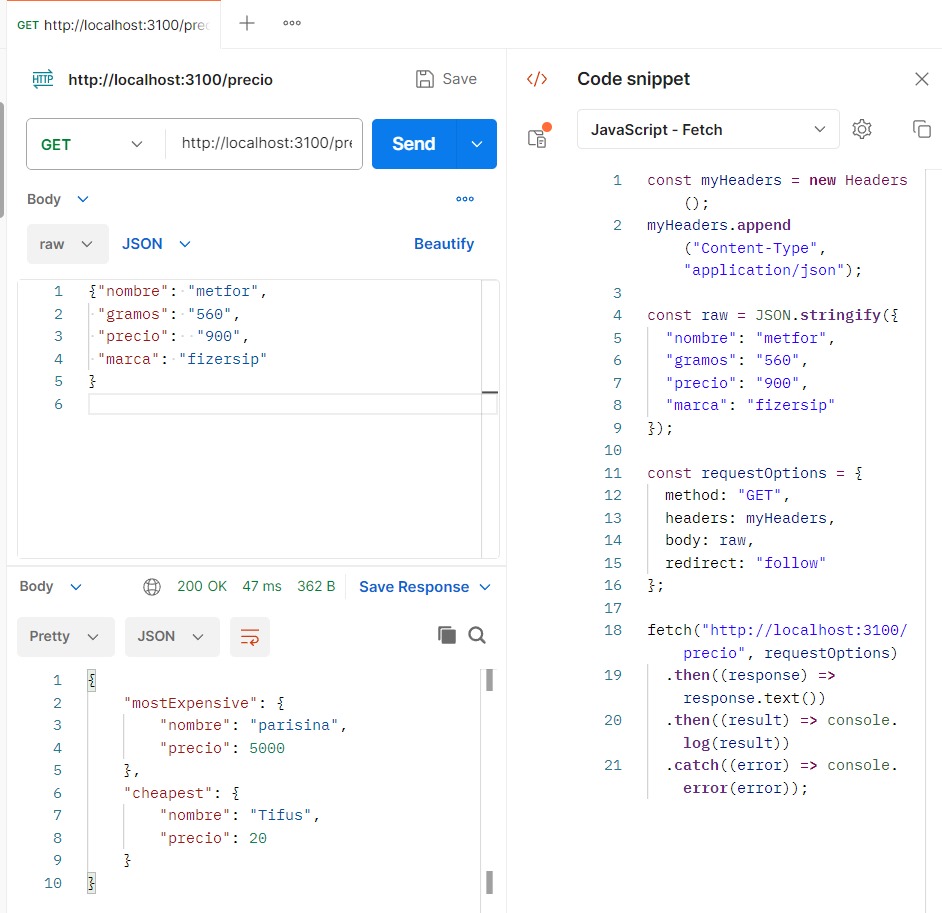 GET http://localhost:3100/prec
HTTP http://localhost:3100/precio
Save
GET
http://localhost:3100/pre
Send
Body
raw
JSON
Beautify
1 {"nombre": "metfor",
2 "gramos": "560",
3 "precio": "900",
4 "marca": "fizersip"
5 }
6
Body
200 OK 47 ms 362 B
Save Response
Pretty
JSON
1 {
2 "mostExpensive": {
3 "nombre": "parisina",
4 "precio": 5000
5 },
6 "cheapest": {
7 "nombre": "Tifus",
8 "precio": 20
9 }
10 }
</> Code snippet
JavaScript - Fetch
1 const myHeaders = new Headers
();
2 myHeaders.append
("Content-Type",
"application/json");
3
4 const raw = JSON.stringify({
5 "nombre": "metfor",
6 "gramos": "560",
7 "precio": "900",
8 "marca": "fizersip"
9 });
10
11 const requestOptions = {
12 method: "GET",
13 headers: myHeaders,
14 body: raw,
15 redirect: "follow"
16 };
17
18 fetch("http://localhost:3100/
precio", requestOptions)
19 .then((response) =>
response.text())
20 .then((result) => console.
log(result))
21 .catch((error) => console.
error(error));